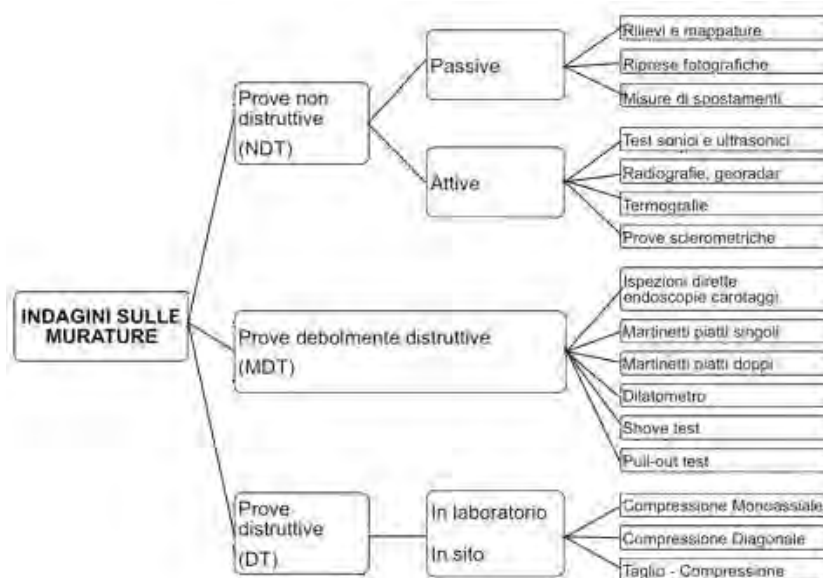 INDAGINI SULLE
MURATURE
Prove non
distruttive
(NDT)
Passive
Rilievi e mappature
Riprese fotografiche
Misure di spostamenti
Attive
Test sonici e ultrasonici
Radiografie, georadar
Termografie
Prove sclerometriche
Prove debolmente distruttive
(MDT)
Ispezioni dirette
endoscopie carotaggi
Martinetti piatti singoli
Martinetti piatti doppi
Dilatometro
Shove test
Pull-out test
Prove
distruttive
(DT)
In laboratorio
In sito
Compressione Monoassiale
Compressione Diagonale
Taglio - Compressione